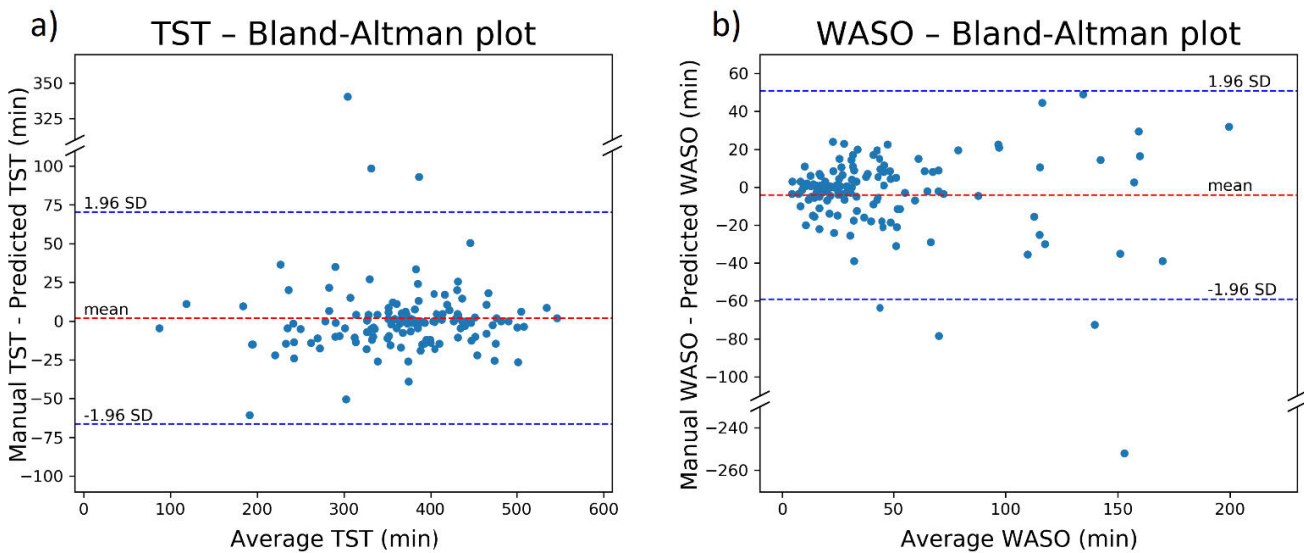 a)
TST – Bland-Altman plot
Manual TST - Predicted TST (min)
350
325
100
75
50
25
0
−25
−50
−75
−100
1.96 SD
mean
-1.96 SD
0 100 200 300 400 500 600
Average TST (min)
b)
WASO – Bland-Altman plot
Manual WASO - Predicted WASO (min)
60
40
20
0
−20
−40
−60
−80
−100
−240
−260
1.96 SD
mean
-1.96 SD
0 50 100 150 200
Average WASO (min)